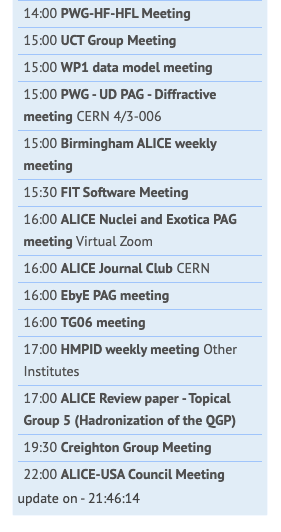 14:00 PWG-HF-HFL Meeting
15:00 UCT Group Meeting
15:00 WP1 data model meeting
15:00 PWG - UD PAG - Diffractive
meeting CERN 4/3-006
15:00 Birmingham ALICE weekly
meeting
15:30 FIT Software Meeting
16:00 ALICE Nuclei and Exotica PAG
meeting Virtual Zoom
16:00 ALICE Journal Club CERN
16:00 EbyE PAG meeting
16:00 TG06 meeting
17:00 HMPID weekly meeting Other
Institutes
17:00 ALICE Review paper - Topical
Group 5 (Hadronization of the QGP)
19:30 Creighton Group Meeting
22:00 ALICE-USA Council Meeting
update on - 21:46:14